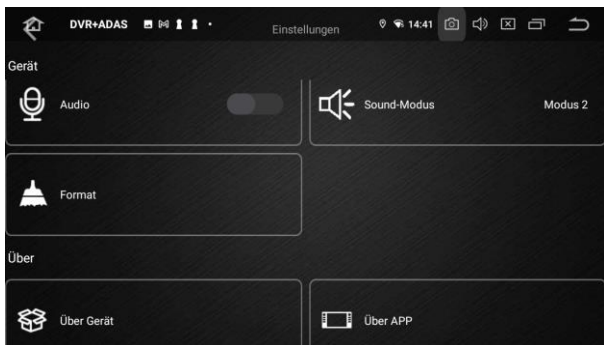 DVR+ADAS Einstellungen 14:41
Gerät
Audio Sound-Modus Modus 2
Format
Über
Über Gerät Über APP